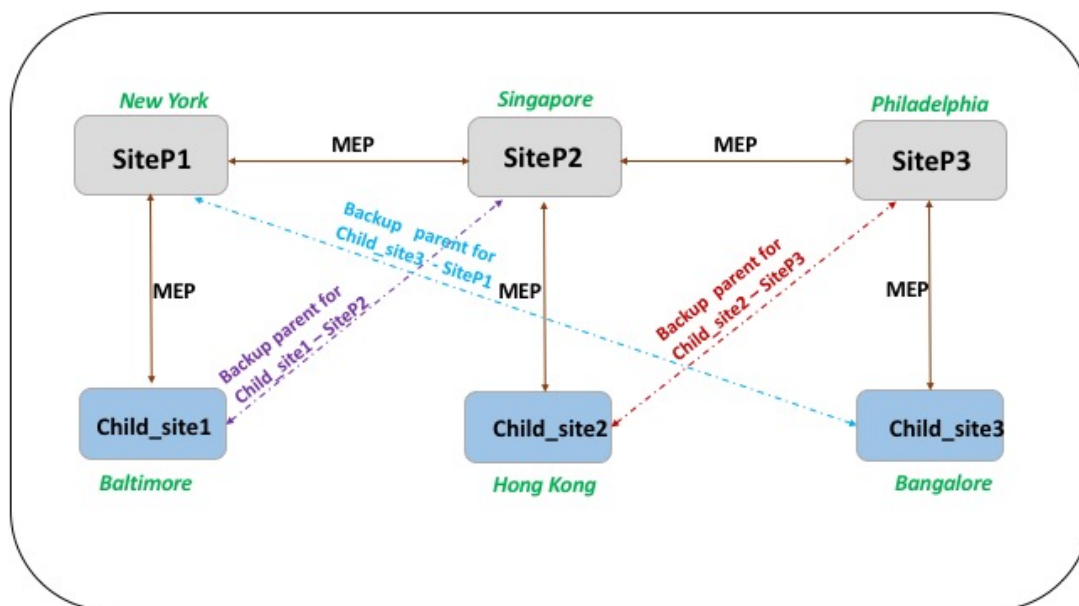 New York
Singapore
Philadelphia
SiteP1
MEP
SiteP2
MEP
SiteP3
Backup parent for
Child_site3 - SiteP1
Backup parent for
Child_site2 – SiteP3
MEP
MEP
MEP
Backup parent for
Child_site1 – SiteP2
Child_site1
Child_site2
Child_site3
Baltimore
Hong Kong
Bangalore